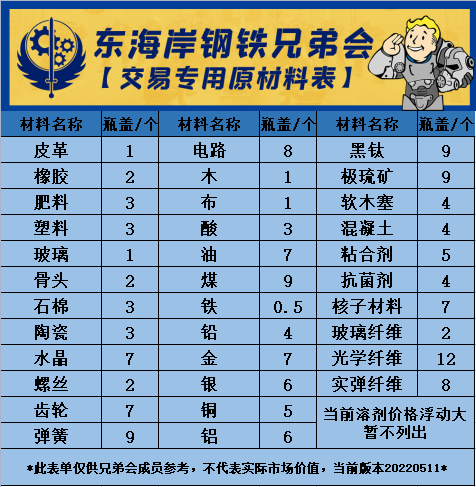 东海岸钢铁兄弟会
【交易专用原材料表】
材料名称 瓶盖/个 材料名称 瓶盖/个 材料名称 瓶盖/个
皮革 1 电路 8 黑钛 9
橡胶 2 木 1 极硫矿 9
肥料 3 布 1 软木塞 4
塑料 3 酸 3 混凝土 4
玻璃 1 油 7 粘合剂 5
骨头 2 煤 9 抗菌剂 4
石棉 3 铁 0.5 核子材料 7
陶瓷 3 铅 4 玻璃纤维 2
水晶 7 金 7 光学纤维 12
螺丝 2 银 6 实弹纤维 8
齿轮 7 铜 5 当前溶剂价格浮动大
弹簧 9 铝 6 暂不列出
*此表单仅供兄弟会成员参考，不代表实际市场价值，当前版本20220511*